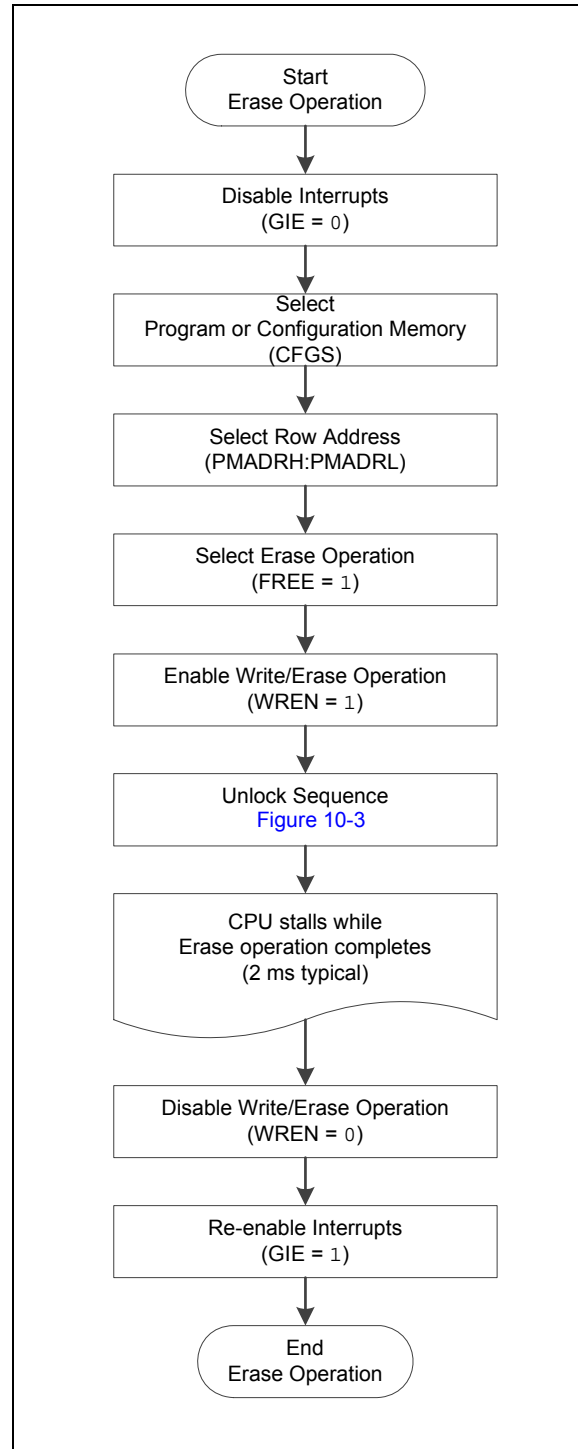 Start
Erase Operation
Disable Interrupts
(GIE = 0)
Select
Program or Configuration Memory
(CFGS)
Select Row Address
(PMADRH:PMADRL)
Select Erase Operation
(FREE = 1)
Enable Write/Erase Operation
(WREN = 1)
Unlock Sequence
Figure 10-3
CPU stalls while
Erase operation completes
(2 ms typical)
Disable Write/Erase Operation
(WREN = 0)
Re-enable Interrupts
(GIE = 1)
End
Erase Operation